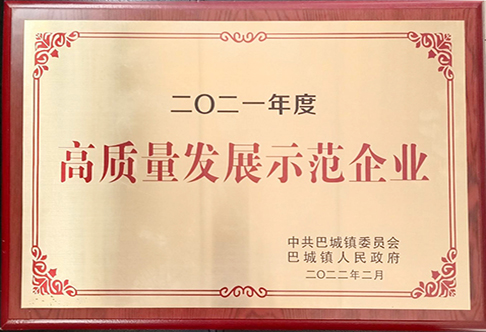 二〇二一年度
高质量发展示范企业
中共巴城镇委员会
巴城镇人民政府
二〇二二年二月